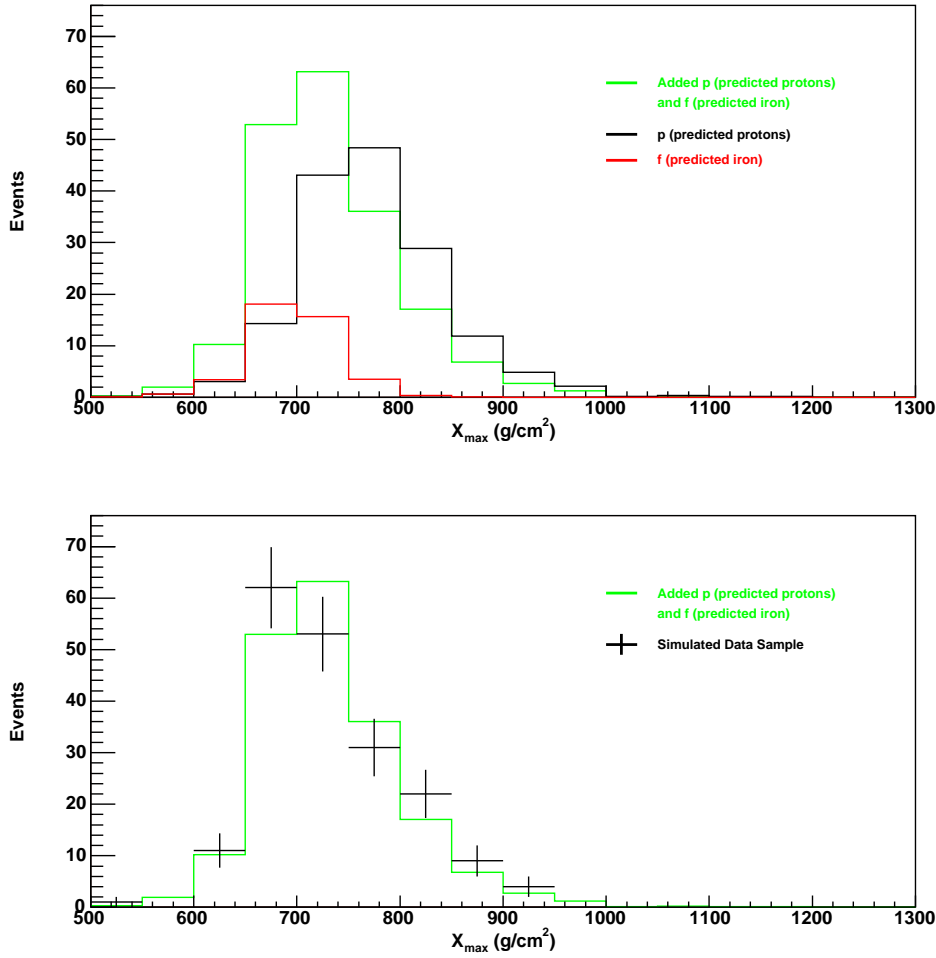 70
60
50
40
30
20
10
0
Events
Added p (predicted protons)
and f (predicted iron)
p (predicted protons)
f (predicted iron)
500 600 700 800 900 1000 1100 1200 1300
X_max (g/cm²)
70
60
50
40
30
20
10
0
Events
Added p (predicted protons)
and f (predicted iron)
Simulated Data Sample
500 600 700 800 900 1000 1100 1200 1300
X_max (g/cm²)